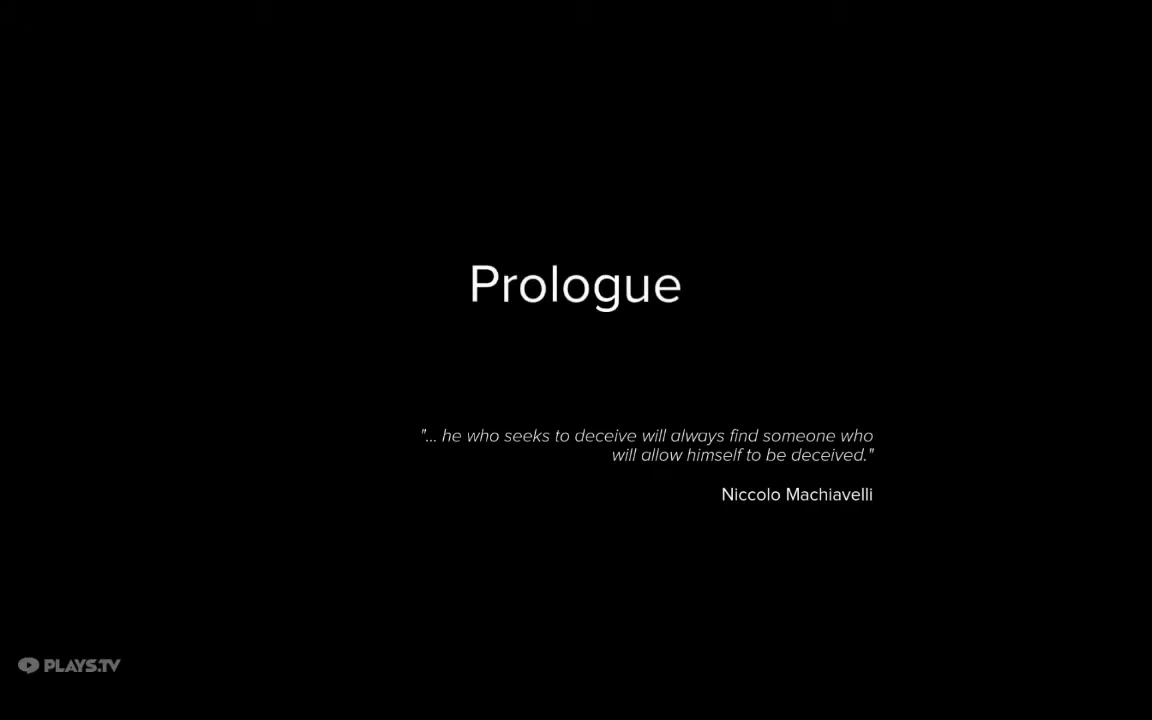 Prologue
"... he who seeks to deceive will always find someone who
will allow himself to be deceived."
Niccolo Machiavelli
PLAYS.TV